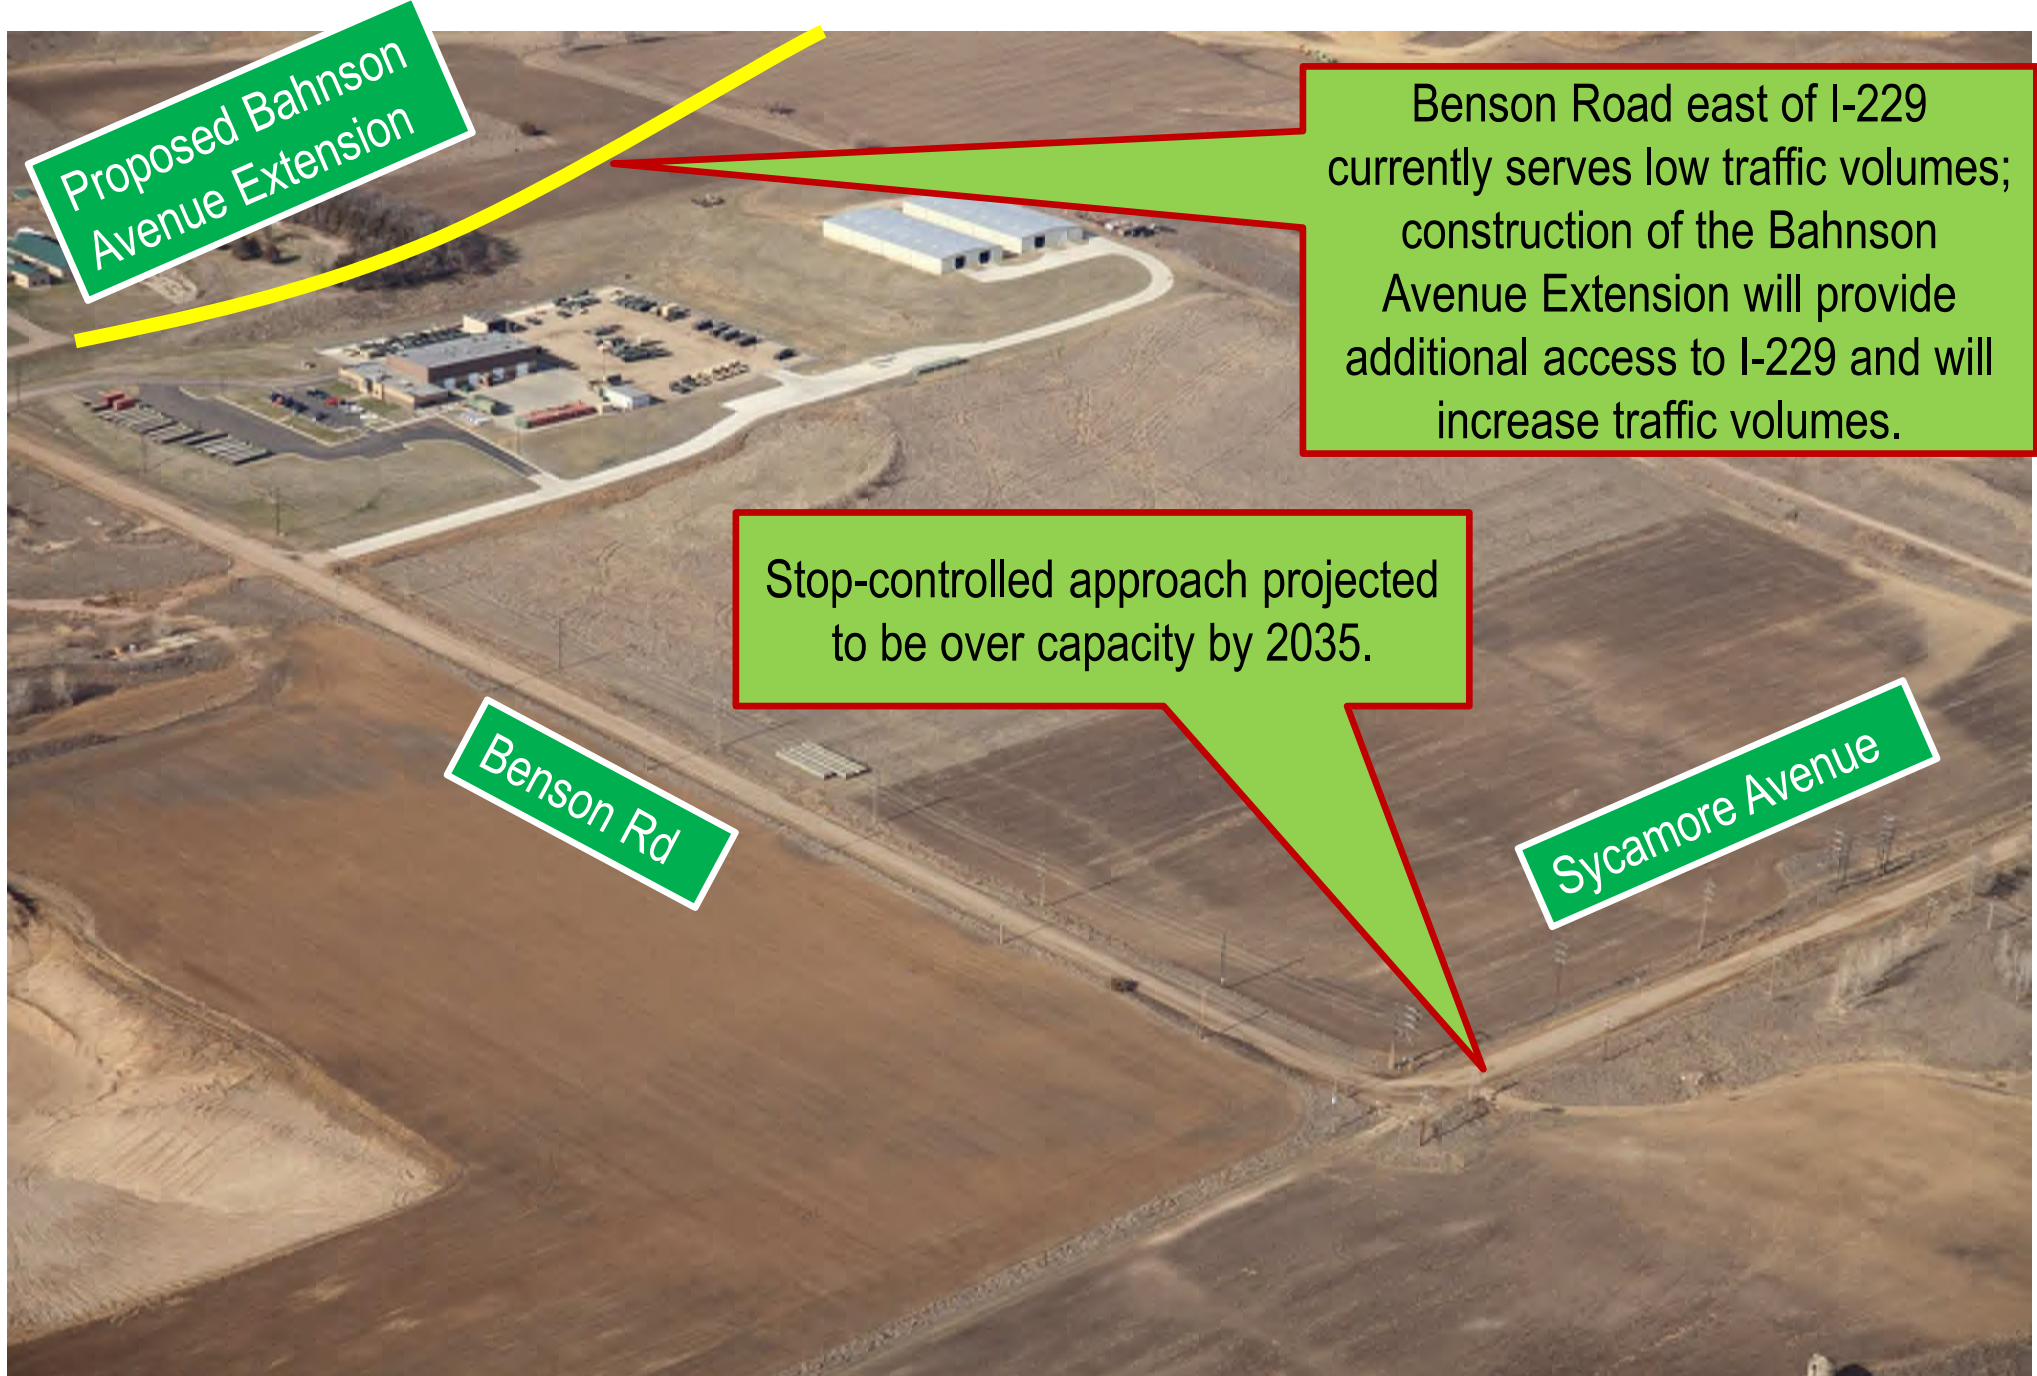 Proposed Bahnson
Avenue Extension
Benson Road east of I-229
currently serves low traffic volumes;
construction of the Bahnson
Avenue Extension will provide
additional access to I-229 and will
increase traffic volumes.
Stop-controlled approach projected
to be over capacity by 2035.
Benson Rd
Sycamore Avenue